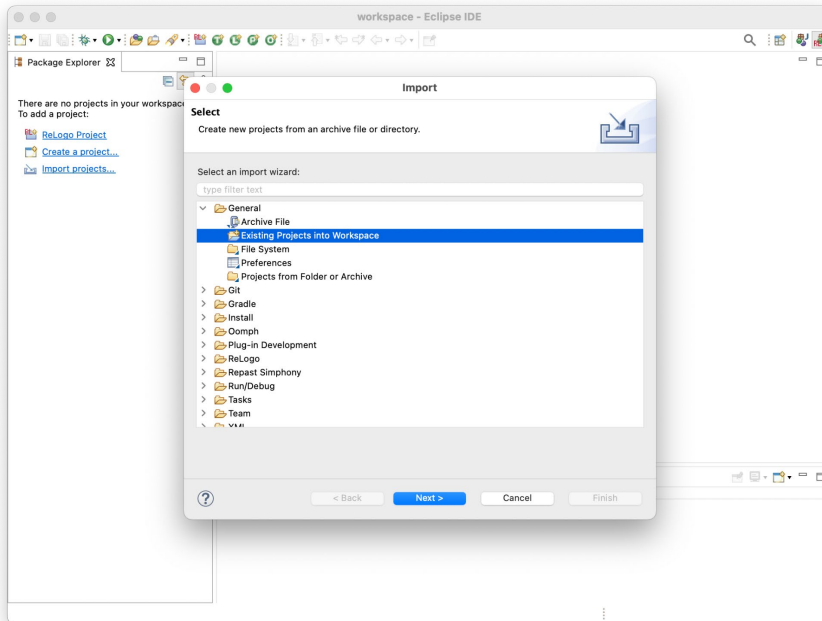 workspace - Eclipse IDE
Package Explorer
There are no projects in your workspace
To add a project:
ReLogo Project
Create a project...
Import projects...
Import
Select
Create new projects from an archive file or directory.
Select an import wizard:
type filter text
General
Archive File
Existing Projects into Workspace
File System
Preferences
Projects from Folder or Archive
Git
Gradle
Install
Oomph
Plug-in Development
ReLogo
Repast Simphony
Run/Debug
Tasks
Team
XML
?
< Back
Next >
Cancel
Finish